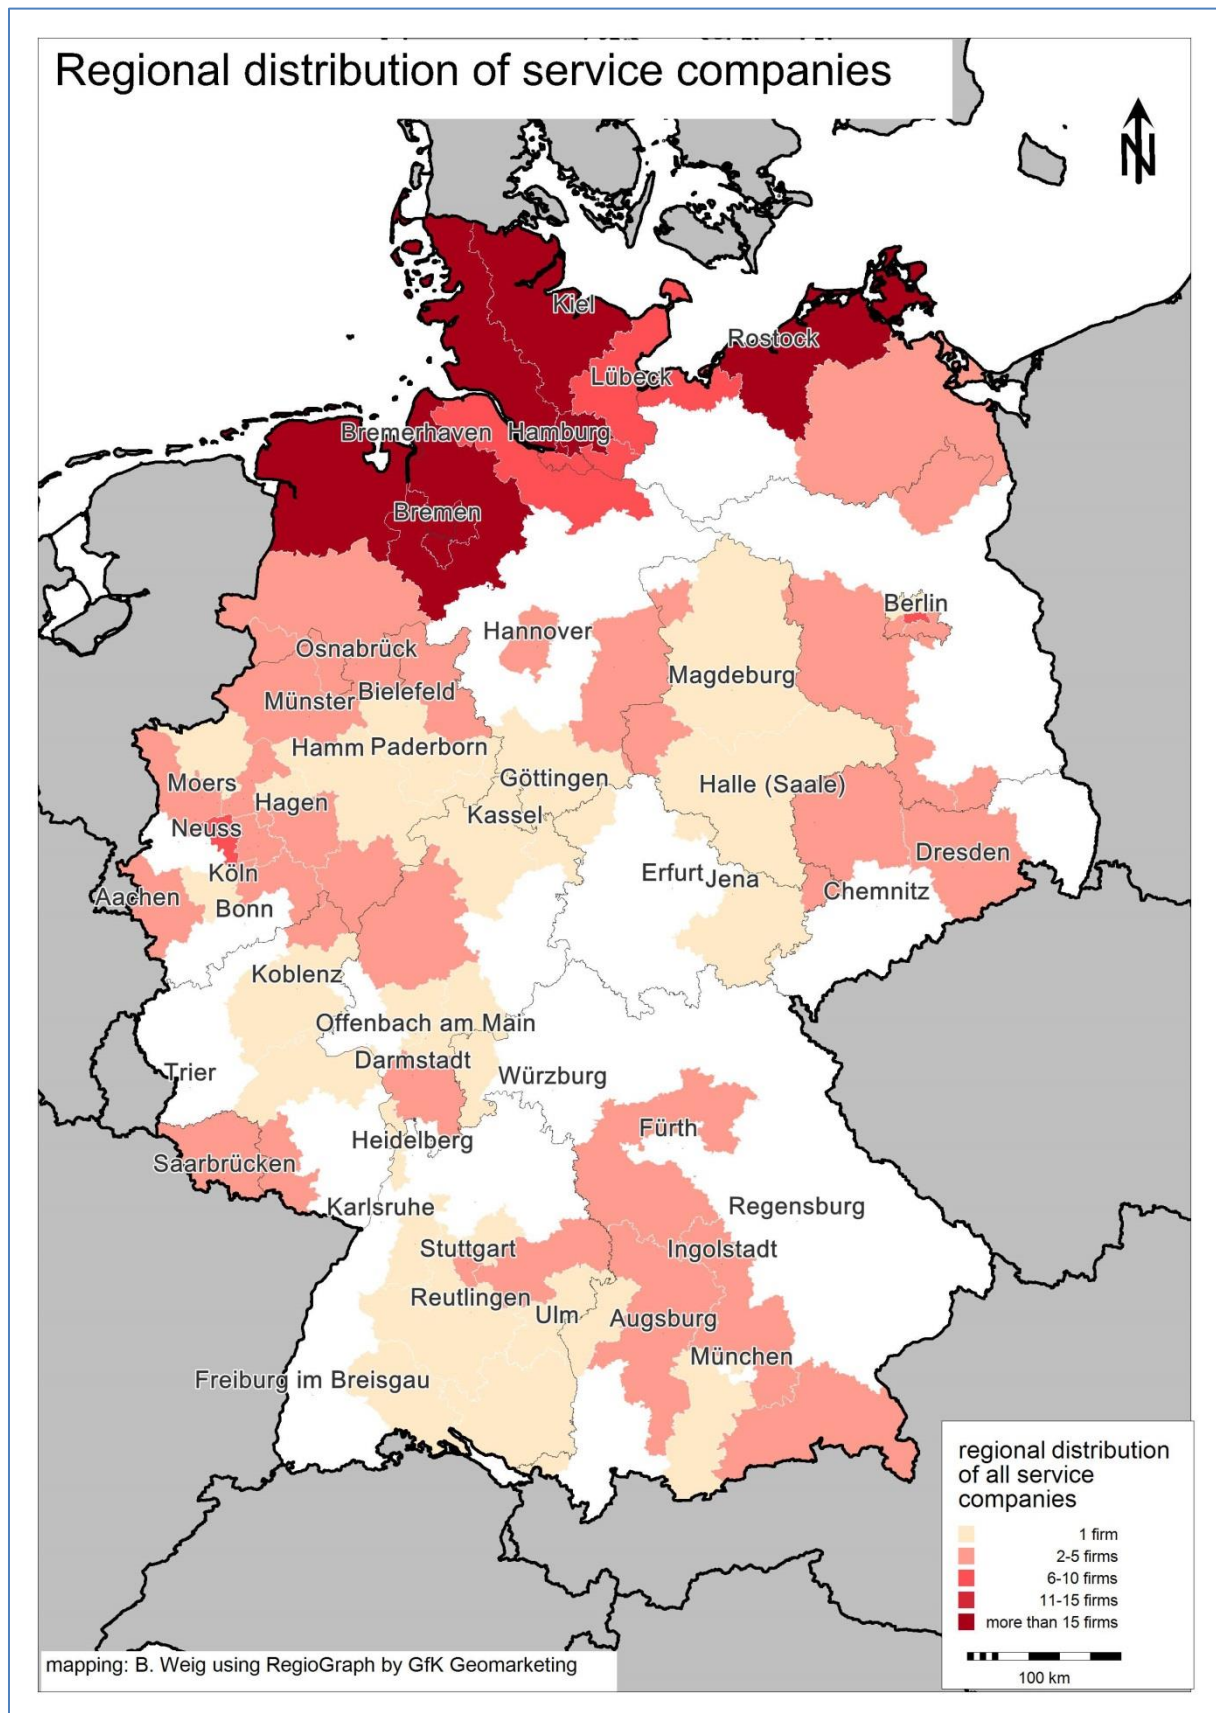 Regional distribution of service companies
N
Kiel
Rostock
Lübeck
Bremerhaven
Hamburg
Bremen
Berlin
Hannover
Osnabrück
Magdeburg
Münster
Bielefeld
Hamm
Paderborn
Göttingen
Moers
Halle (Saale)
Hagen
Kassel
Neuss
Dresden
Köln
Erfurt
Jena
Aachen
Chemnitz
Bonn
Koblenz
Offenbach am Main
Darmstadt
Trier
Würzburg
Fürth
Heidelberg
Saarbrücken
Karlsruhe
Regensburg
Stuttgart
Ingolstadt
Reutlingen
Ulm
Augsburg
München
Freiburg im Breisgau
regional distribution
of all service
companies
1 firm
2-5 firms
6-10 firms
11-15 firms
more than 15 firms
100 km
mapping: B. Weig using RegioGraph by GfK Geomarketing